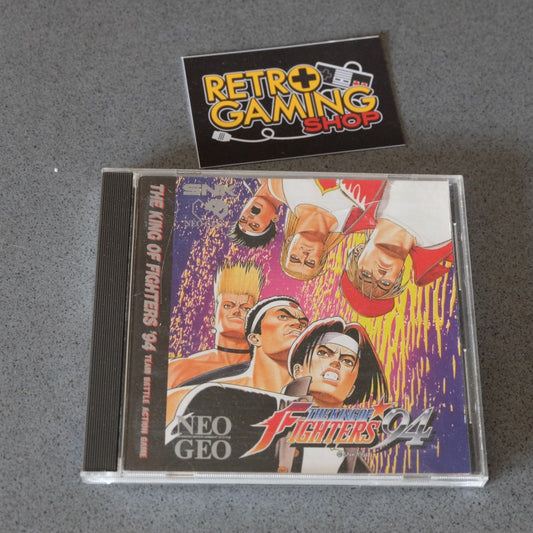 RETRO
GAMING
SHOP
THE KING OF FIGHTERS '94 TEAM BATTLE ACTION GAME
SNK
NEO
GEO
THE KING OF
FIGHTERS '94